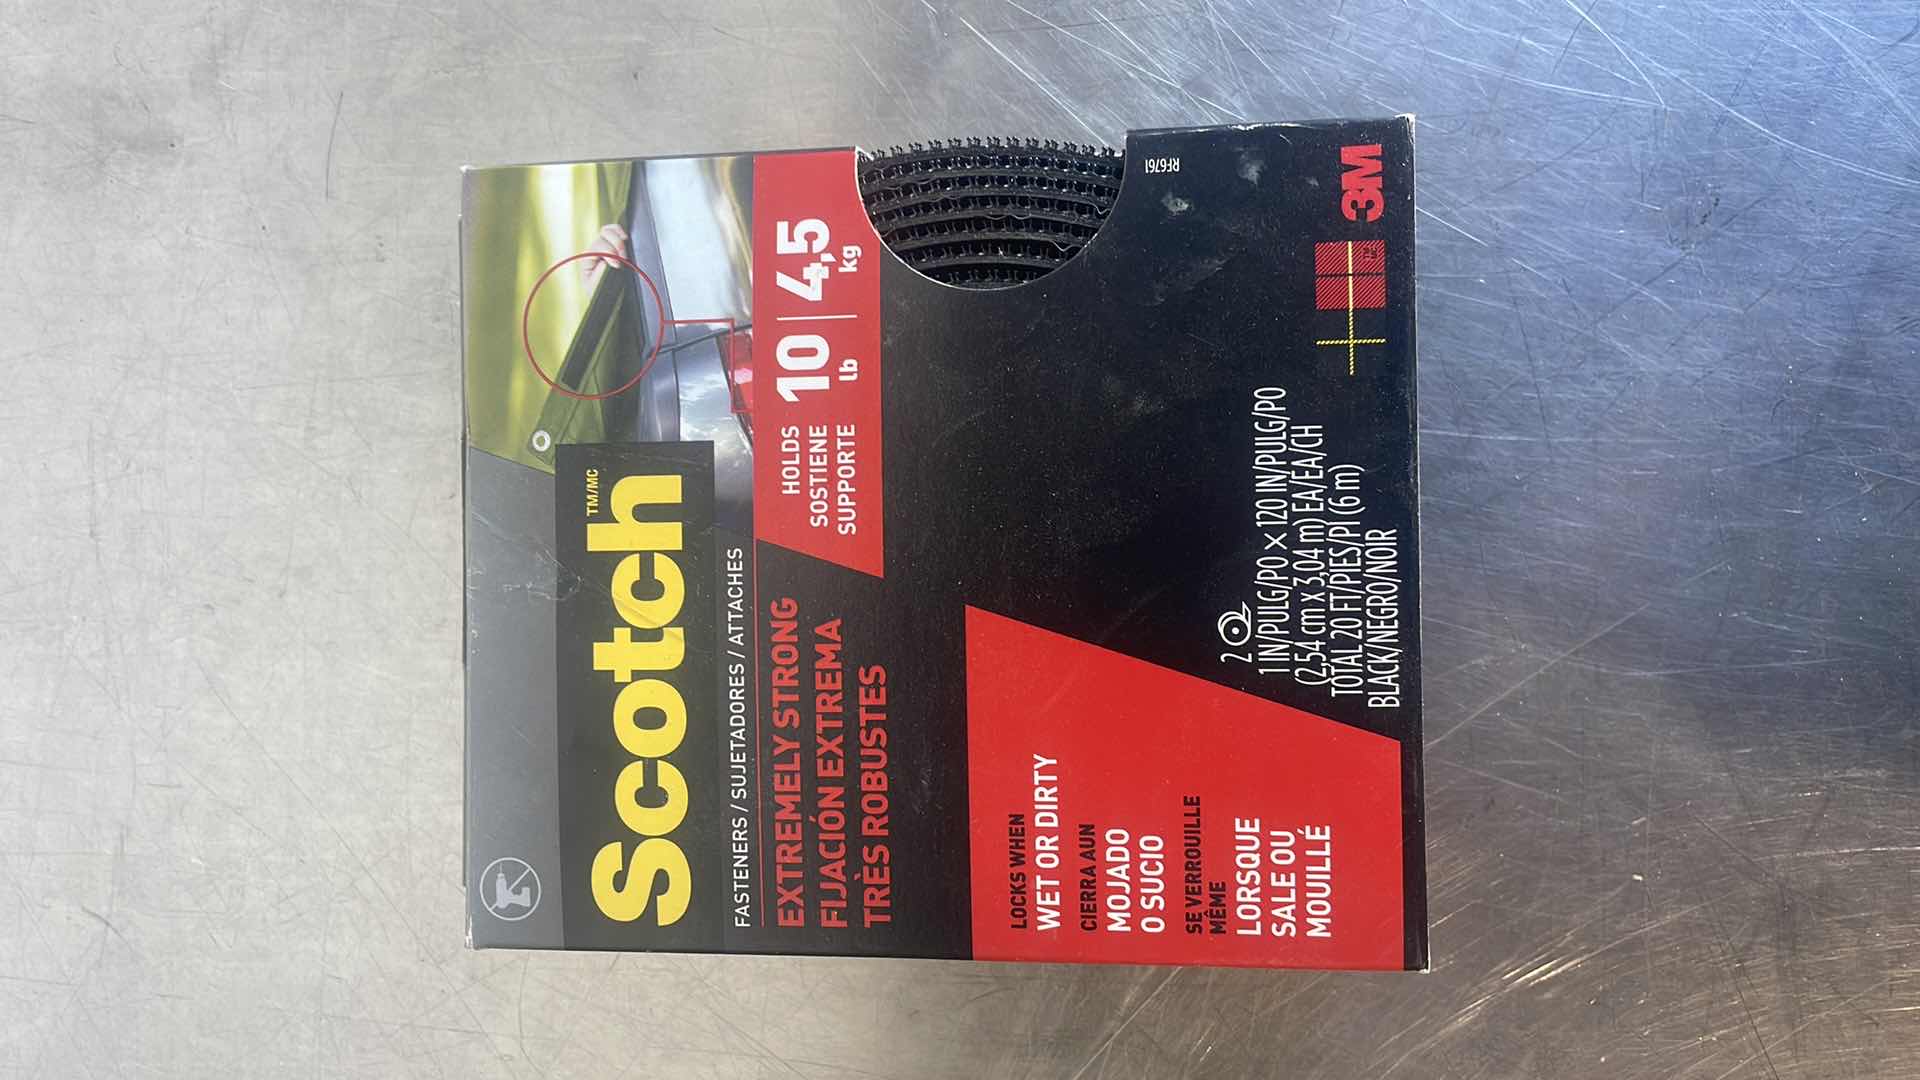 Scotch™/MC
FASTENERS / SUJETADORES / ATTACHES
EXTREMELY STRONG
FIJACIÓN EXTREMA
TRÈS ROBUSTES
HOLDS
SOSTIENE
SUPPORTE
10 lb | 4,5 kg
RF6761
LOCKS WHEN
WET OR DIRTY
CIERRA AUN
MOJADO
O SUCIO
SE VERROUILLE
MÊME
LORSQUE
SALE OU
MOUILLÉ
2
1 IN/PULG/PO x 120 IN/PULG/PO
(2,54 cm x 3,04 m) EA/EA/CH
TOTAL 20 FT/PIES/PI (6 m)
BLACK/NEGRO/NOIR
3M